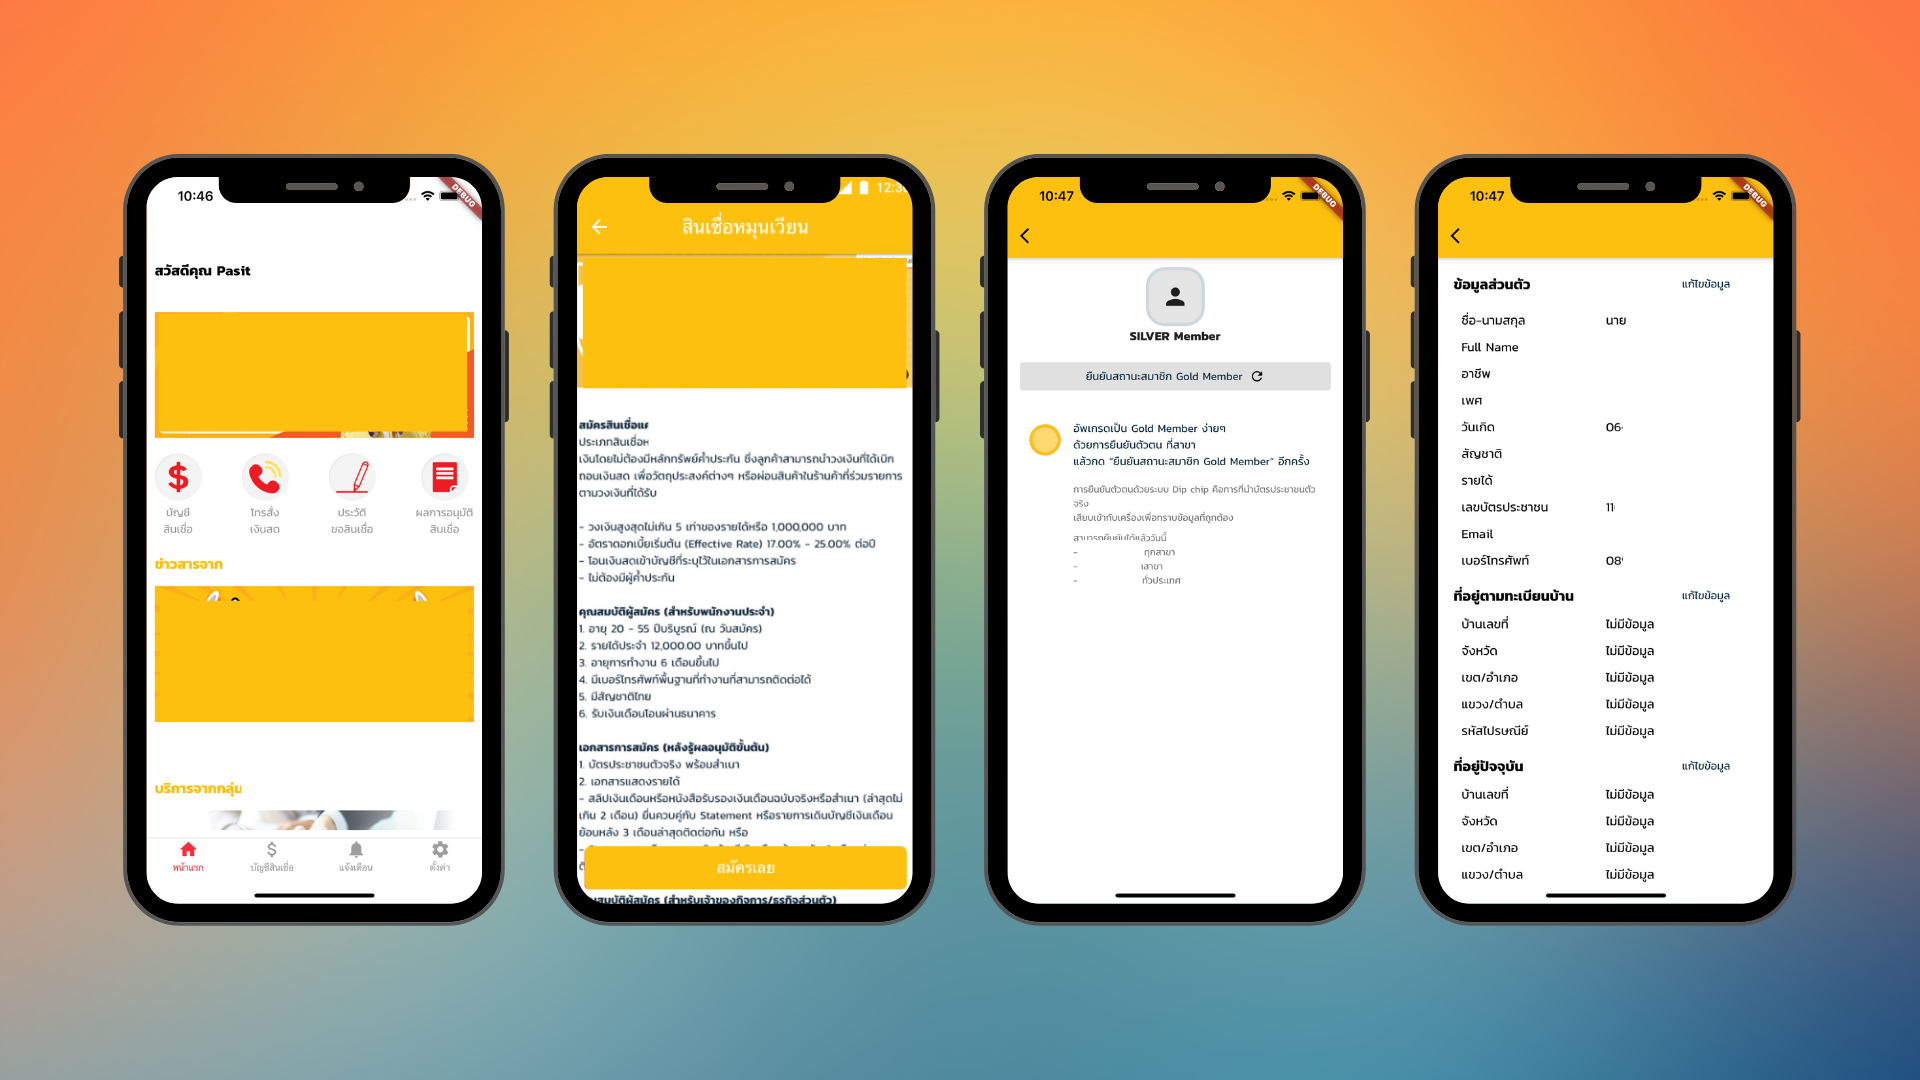 10:46
DEBUG
สวัสดีคุณ Pasit
บัญชี
สินเชื่อ
โทรสั่ง
เงินสด
ประวัติ
ขอสินเชื่อ
ผลการอนุมัติ
สินเชื่อ
ข่าวสารจาก
บริการจากกลุ่ม
หน้าแรก
บัญชีสินเชื่อ
แจ้งเตือน
ตั้งค่า
สินเชื่อหมุนเวียน
สมัครสินเชื่อ
ประเภทสินเชื่อ
เงินโดยไม่ต้องมีหลักทรัพย์ค้ำประกัน ซึ่งลูกค้าสามารถนำวงเงินที่ได้เบิก
ถอนเงินสด เพื่อวัตถุประสงค์ต่างๆ หรือผ่อนสินค้าในร้านค้าที่ร่วมรายการ
ตามวงเงินที่ได้รับ
- วงเงินสูงสุดไม่เกิน 5 เท่าของรายได้หรือ 1,000,000 บาท
- อัตราดอกเบี้ยเริ่มต้น (Effective Rate) 17.00% - 25.00% ต่อปี
- โอนเงินสดเข้าบัญชีที่ระบุไว้ในเอกสารการสมัคร
- ไม่ต้องมีผู้ค้ำประกัน
คุณสมบัติผู้สมัคร (สำหรับพนักงานประจำ)
1. อายุ 20 - 55 ปีบริบูรณ์ (ณ วันสมัคร)
2. รายได้ประจำ 12,000.00 บาทขึ้นไป
3. อายุการทำงาน 6 เดือนขึ้นไป
4. มีเบอร์โทรศัพท์พื้นฐานที่ทำงานที่สามารถติดต่อได้
5. มีสัญชาติไทย
6. รับเงินเดือนโอนผ่านธนาคาร
เอกสารการสมัคร (หลังรู้ผลอนุมัติขั้นต้น)
1. บัตรประชาชนตัวจริง พร้อมสำเนา
2. เอกสารแสดงรายได้
- สลิปเงินเดือนหรือหนังสือรับรองเงินเดือนฉบับจริงหรือสำเนา (ล่าสุดไม่
เกิน 2 เดือน) ยื่นควบคู่กับ Statement หรือรายการเดินบัญชีเงินเดือน
ย้อนหลัง 3 เดือนล่าสุดติดต่อกัน หรือ
สมัครเลย
สมบัติผู้สมัคร (สำหรับเจ้าของกิจการ/ธุรกิจส่วนตัว)
10:47
DEBUG
SILVER Member
ยืนยันสถานะสมาชิก Gold Member
อัพเกรดเป็น Gold Member ง่ายๆ
ด้วยการยืนยันตัวตน ที่สาขา
แล้วกด "ยืนยันสถานะสมาชิก Gold Member" อีกครั้ง
การยืนยันตัวตนด้วยระบบ Dip chip คือการที่นำบัตรประชาชนตัว
จริง
เสียบเข้ากับเครื่องเพื่อทราบข้อมูลที่ถูกต้อง
สามารถยืนยันได้แล้ววันนี้
- ทุกสาขา
- สาขา
- ทั่วประเทศ
10:47
DEBUG
ข้อมูลส่วนตัว แก้ไขข้อมูล
ชื่อ-นามสกุล นาย
Full Name
อาชีพ
เพศ
วันเกิด 06
สัญชาติ
รายได้
เลขบัตรประชาชน 11
Email
เบอร์โทรศัพท์ 08
ที่อยู่ตามทะเบียนบ้าน แก้ไขข้อมูล
บ้านเลขที่ ไม่มีข้อมูล
จังหวัด ไม่มีข้อมูล
เขต/อำเภอ ไม่มีข้อมูล
แขวง/ตำบล ไม่มีข้อมูล
รหัสไปรษณีย์ ไม่มีข้อมูล
ที่อยู่ปัจจุบัน แก้ไขข้อมูล
บ้านเลขที่ ไม่มีข้อมูล
จังหวัด ไม่มีข้อมูล
เขต/อำเภอ ไม่มีข้อมูล
แขวง/ตำบล ไม่มีข้อมูล